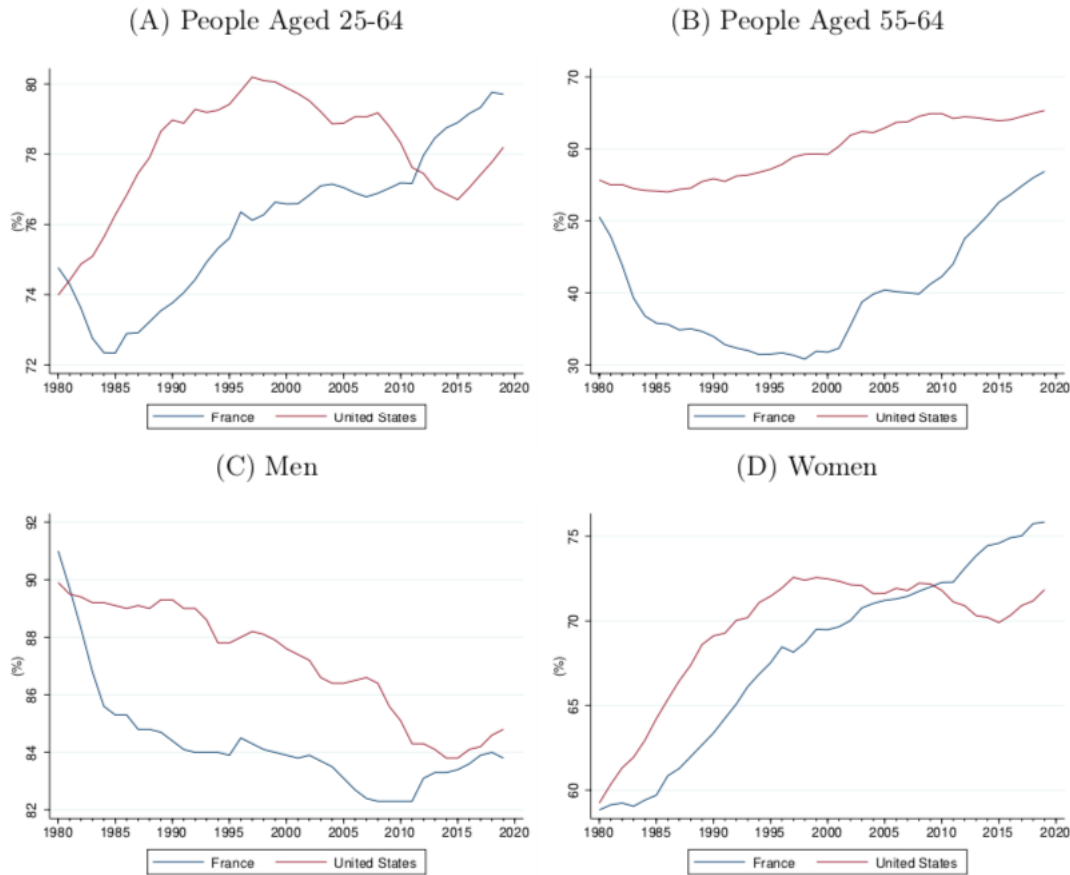 (A) People Aged 25-64
(%)
80
78
76
74
72
1980 1985 1990 1995 2000 2005 2010 2015 2020
France United States
(B) People Aged 55-64
(%)
70
60
50
40
30
1980 1985 1990 1995 2000 2005 2010 2015 2020
France United States
(C) Men
(%)
92
90
88
86
84
82
1980 1985 1990 1995 2000 2005 2010 2015 2020
France United States
(D) Women
(%)
75
70
65
60
1980 1985 1990 1995 2000 2005 2010 2015 2020
France United States